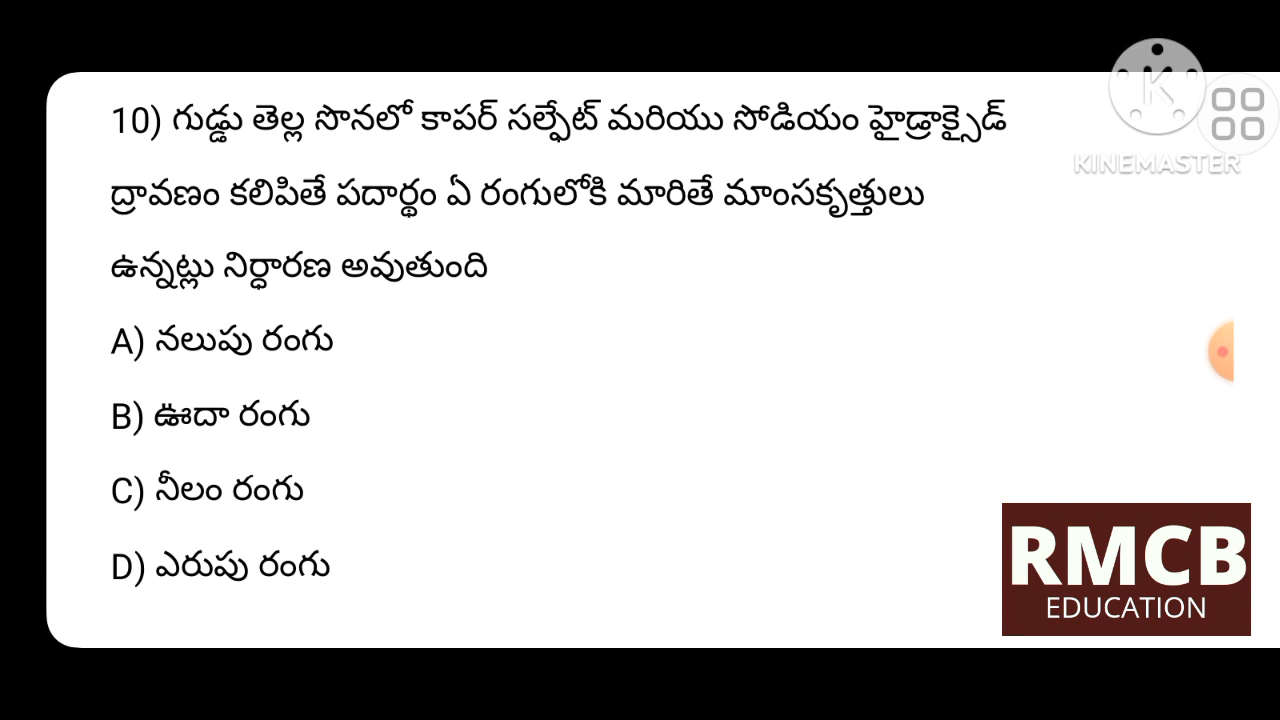 10) గుడ్డు తెల్ల సొనలో కాపర్ సల్ఫేట్ మరియు సోడియం హైడ్రాక్సైడ్
ద్రావణం కలిపితే పదార్థం ఏ రంగులోకి మారితే మాంసకృత్తులు
ఉన్నట్లు నిర్ధారణ అవుతుంది
A) నలుపు రంగు
B) ఊదా రంగు
C) నీలం రంగు
D) ఎరుపు రంగు
K
KINEMASTER
RMCB
EDUCATION